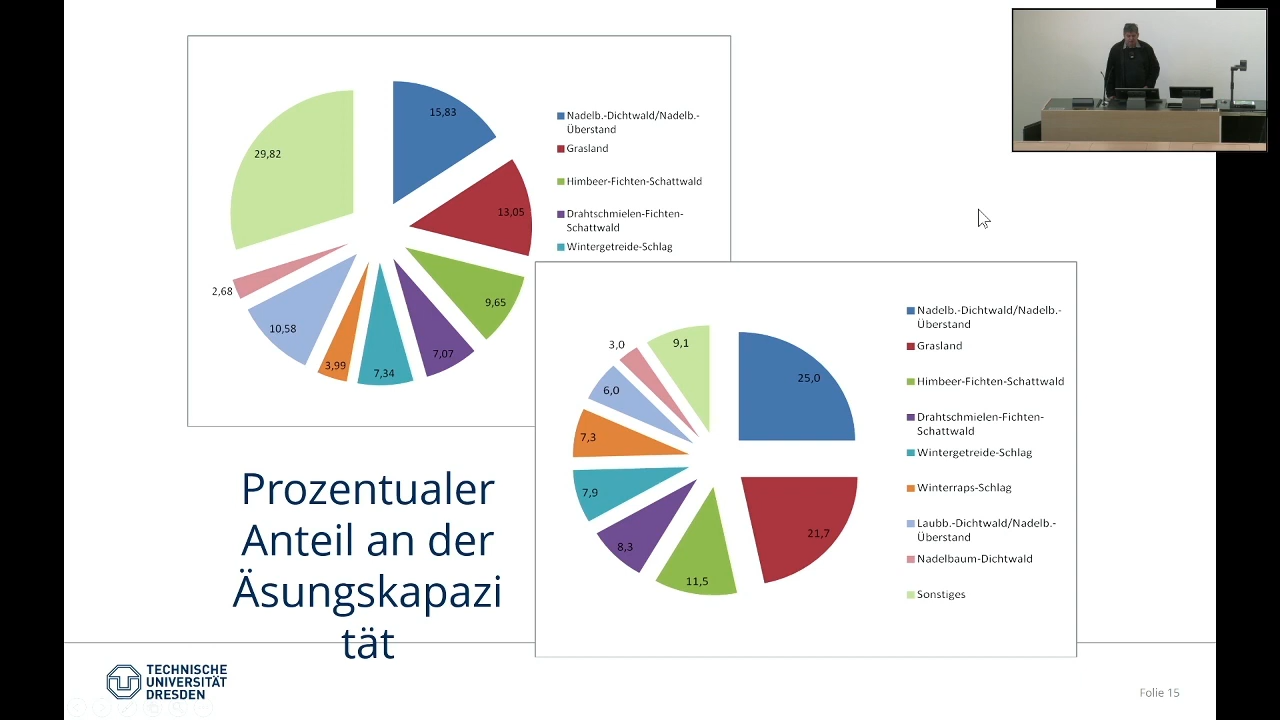 15,83
13,05
9,65
7,07
7,34
3,99
10,58
2,68
29,82
Nadelb.-Dichtwald/Nadelb.-
Überstand
Grasland
Himbeer-Fichten-Schattwald
Drahtschmielen-Fichten-
Schattwald
Wintergetreide-Schlag
25,0
21,7
11,5
8,3
7,9
7,3
6,0
3,0
9,1
Nadelb.-Dichtwald/Nadelb.-
Überstand
Grasland
Himbeer-Fichten-Schattwald
Drahtschmielen-Fichten-
Schattwald
Wintergetreide-Schlag
Winterraps-Schlag
Laubb.-Dichtwald/Nadelb.-
Überstand
Nadelbaum-Dichtwald
Sonstiges
Prozentualer
Anteil an der
Äsungskapazi
tät
TECHNISCHE
UNIVERSITÄT
DRESDEN
Folie 15